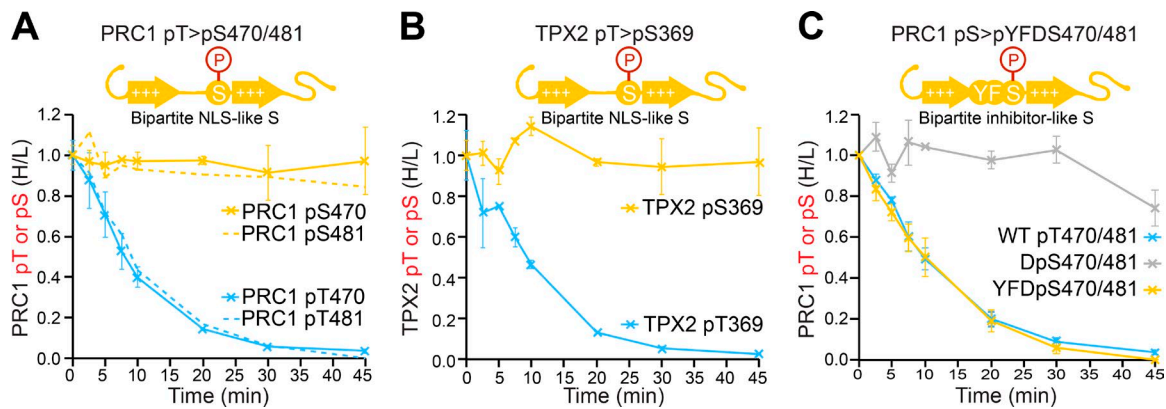 A
PRC1 pT>pS470/481
P
+++
S
+++
Bipartite NLS-like S
PRC1 pT or pS (H/L)
1.2
1.0
0.8
0.6
0.4
0.2
0.0
PRC1 pS470
PRC1 pS481
PRC1 pT470
PRC1 pT481
0 5 10 15 20 25 30 35 40 45
Time (min)
B
TPX2 pT>pS369
P
+++
S
+++
Bipartite NLS-like S
TPX2 pT or pS (H/L)
1.2
1.0
0.8
0.6
0.4
0.2
0.0
TPX2 pS369
TPX2 pT369
0 5 10 15 20 25 30 35 40 45
Time (min)
C
PRC1 pS>pYFDS470/481
P
+++
YFS
+++
Bipartite inhibitor-like S
PRC1 pT or pS (H/L)
1.2
1.0
0.8
0.6
0.4
0.2
0.0
WT pT470/481
DpS470/481
YFDpS470/481
0 5 10 15 20 25 30 35 40 45
Time (min)